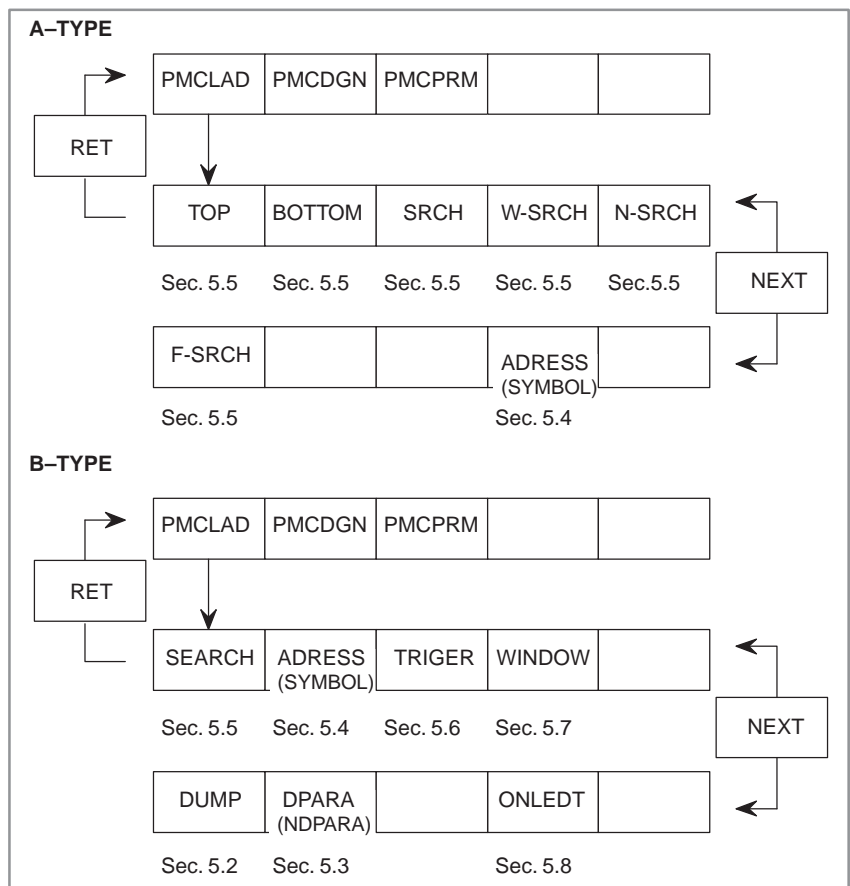 A–TYPE
PMCLAD PMCDGN PMCPRM
RET
TOP BOTTOM SRCH W-SRCH N-SRCH
Sec. 5.5 Sec. 5.5 Sec. 5.5 Sec. 5.5 Sec.5.5
NEXT
F-SRCH ADRESS
(SYMBOL)
Sec. 5.5 Sec. 5.4
B–TYPE
PMCLAD PMCDGN PMCPRM
RET
SEARCH ADRESS TRIGER WINDOW
(SYMBOL)
Sec. 5.5 Sec. 5.4 Sec. 5.6 Sec. 5.7
NEXT
DUMP DPARA ONLEDT
(NDPARA)
Sec. 5.2 Sec. 5.3 Sec. 5.8